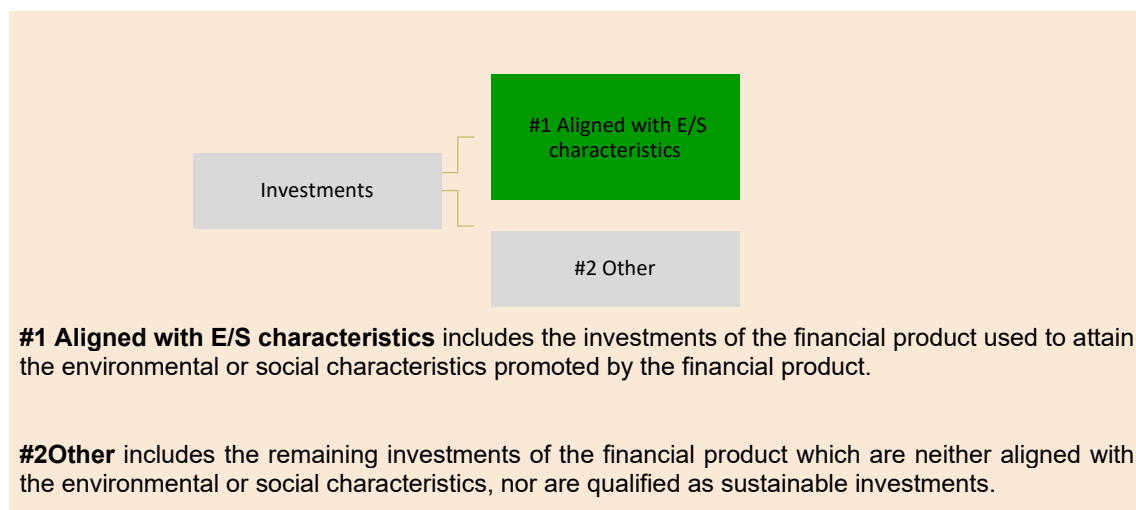 #1 Aligned with E/S
characteristics
Investments
#2 Other
#1 Aligned with E/S characteristics includes the investments of the financial product used to attain
the environmental or social characteristics promoted by the financial product.
#2Other includes the remaining investments of the financial product which are neither aligned with
the environmental or social characteristics, nor are qualified as sustainable investments.